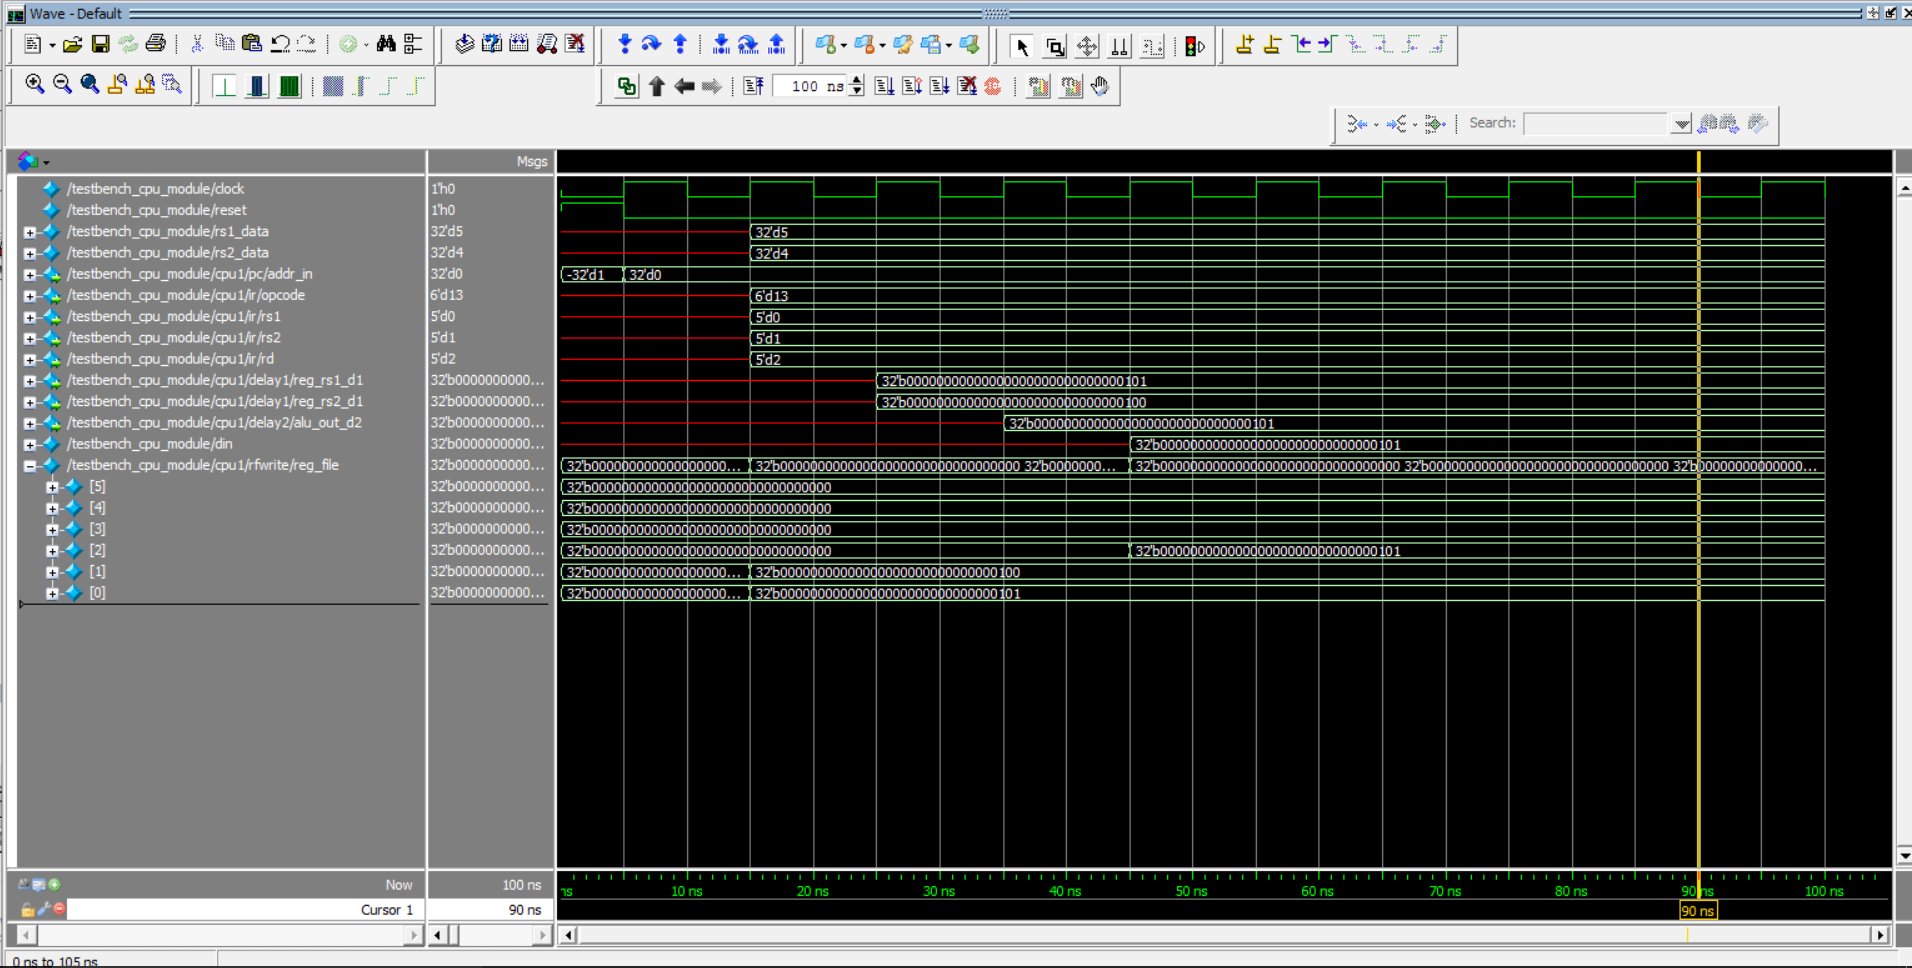 Wave - Default
100 ns
Search:
Msgs
/testbench_cpu_module/clock 1'h0
/testbench_cpu_module/reset 1'h0
/testbench_cpu_module/rs1_data 32'd5 32'd5
/testbench_cpu_module/rs2_data 32'd4 32'd4
/testbench_cpu_module/cpu1/pc/addr_in 32'd0 -32'd1 32'd0
/testbench_cpu_module/cpu1/ir/opcode 6'd13 6'd13
/testbench_cpu_module/cpu1/ir/rs1 5'd0 5'd0
/testbench_cpu_module/cpu1/ir/rs2 5'd1 5'd1
/testbench_cpu_module/cpu1/ir/rd 5'd2 5'd2
/testbench_cpu_module/cpu1/delay1/reg_rs1_d1 32'b0000000000... 32'b00000000000000000000000000000101
/testbench_cpu_module/cpu1/delay1/reg_rs2_d1 32'b0000000000... 32'b00000000000000000000000000000100
/testbench_cpu_module/cpu1/delay2/alu_out_d2 32'b0000000000... 32'b00000000000000000000000000000101
/testbench_cpu_module/din 32'b0000000000... 32'b00000000000000000000000000000101
/testbench_cpu_module/cpu1/rfwrite/reg_file 32'b0000000000... 32'b000000000000000000... 32'b00000000000000000000000000000000 32'b0000000... 32'b00000000000000000000000000000000 32'b00000000000000000000000000000000 32'b00000000000000...
[5] 32'b0000000000... 32'b00000000000000000000000000000000
[4] 32'b0000000000... 32'b00000000000000000000000000000000
[3] 32'b0000000000... 32'b00000000000000000000000000000000
[2] 32'b0000000000... 32'b00000000000000000000000000000000 32'b00000000000000000000000000000101
[1] 32'b0000000000... 32'b000000000000000000... 32'b00000000000000000000000000000100
[0] 32'b0000000000... 32'b000000000000000000... 32'b00000000000000000000000000000101
Now 100 ns ns 10 ns 20 ns 30 ns 40 ns 50 ns 60 ns 70 ns 80 ns 90 ns 100 ns
Cursor 1 90 ns 90 ns
0 ns to 105 ns